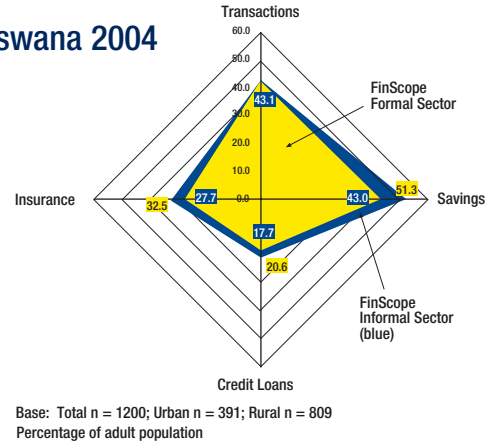 Transactions
swana 2004
60.0
50.0
40.0
30.0
20.0
10.0
0.0
43.1
FinScope
Formal Sector
Insurance
32.5
27.7
43.0
51.3
Savings
17.7
20.6
FinScope
Informal Sector
(blue)
Credit Loans
Base: Total n = 1200; Urban n = 391; Rural n = 809
Percentage of adult population